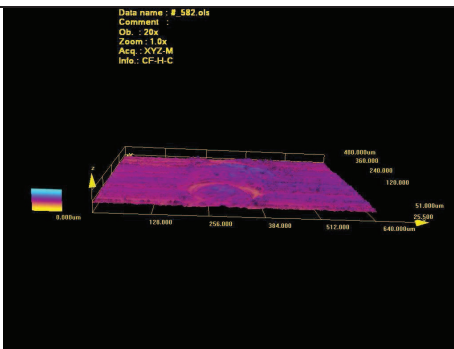 Data name : #_582.ols
Comment :
Ob. : 20x
Zoom : 1.0x
Acq. : XYZ-M
Info.: CF-H-C
400.000um
360.000
240.000
120.000
z
51.000um
0.000um
25.500
128.000
256.000
384.000
512.000
640.000um